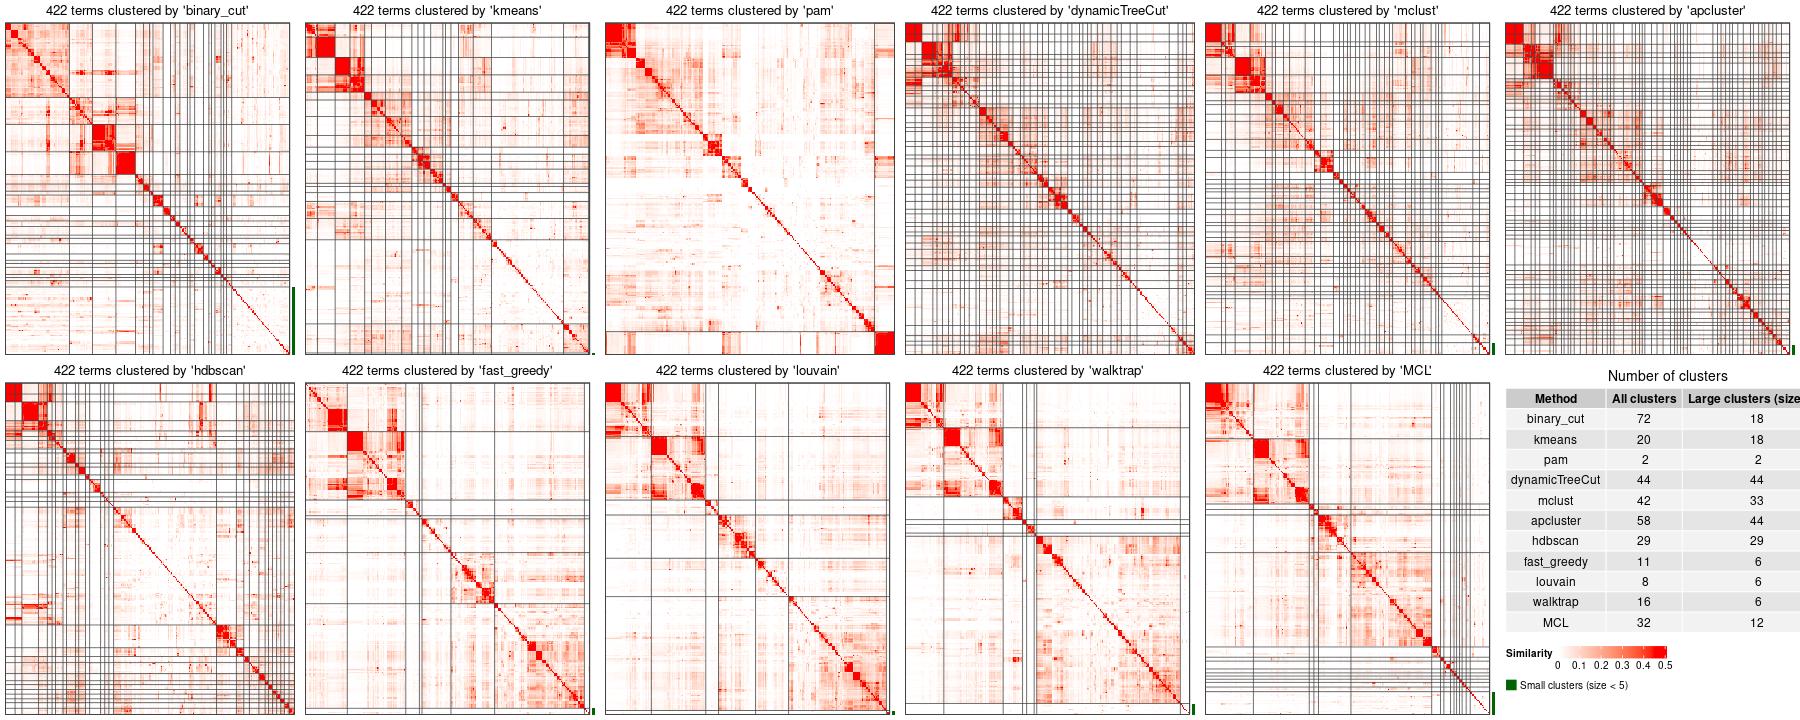 422 terms clustered by 'binary_cut'
422 terms clustered by 'kmeans'
422 terms clustered by 'pam'
422 terms clustered by 'dynamicTreeCut'
422 terms clustered by 'mclust'
422 terms clustered by 'apcluster'
422 terms clustered by 'hdbscan'
422 terms clustered by 'fast_greedy'
422 terms clustered by 'louvain'
422 terms clustered by 'walktrap'
422 terms clustered by 'MCL'
Number of clusters
Method All clusters Large clusters (size
binary_cut 72 18
kmeans 20 18
pam 2 2
dynamicTreeCut 44 44
mclust 42 33
apcluster 58 44
hdbscan 29 29
fast_greedy 11 6
louvain 8 6
walktrap 16 6
MCL 32 12
Similarity
0 0.1 0.2 0.3 0.4 0.5
Small clusters (size < 5)